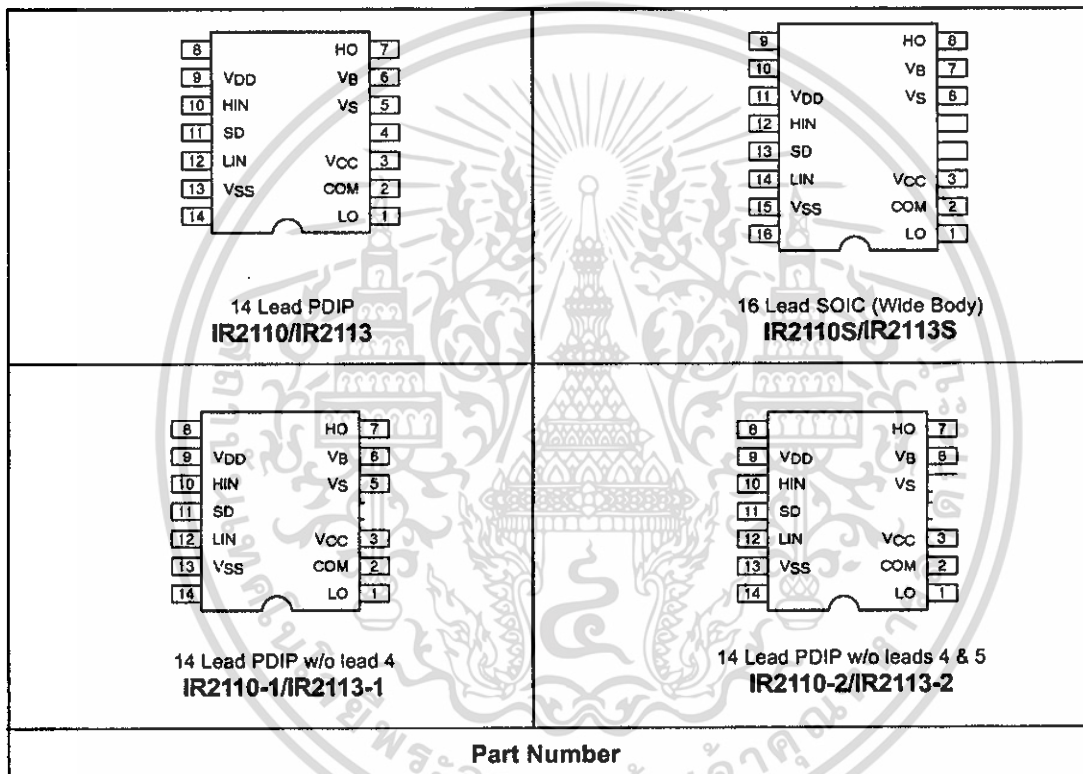 8 HO 7
9 VDD VB 6
10 HIN VS 5
11 SD 4
12 LIN VCC 3
13 VSS COM 2
14 LO 1
14 Lead PDIP
IR2110/IR2113
9 HO 8
10 VB 7
11 VDD VS 6
12 HIN
13 SD
14 LIN VCC 3
15 VSS COM 2
16 LO 1
16 Lead SOIC (Wide Body)
IR2110S/IR2113S
8 HO 7
9 VDD VB 6
10 HIN VS 5
11 SD
12 LIN VCC 3
13 VSS COM 2
14 LO 1
14 Lead PDIP w/o lead 4
IR2110-1/IR2113-1
8 HO 7
9 VDD VB 6
10 HIN VS
11 SD
12 LIN VCC 3
13 VSS COM 2
14 LO 1
14 Lead PDIP w/o leads 4 & 5
IR2110-2/IR2113-2
Part Number